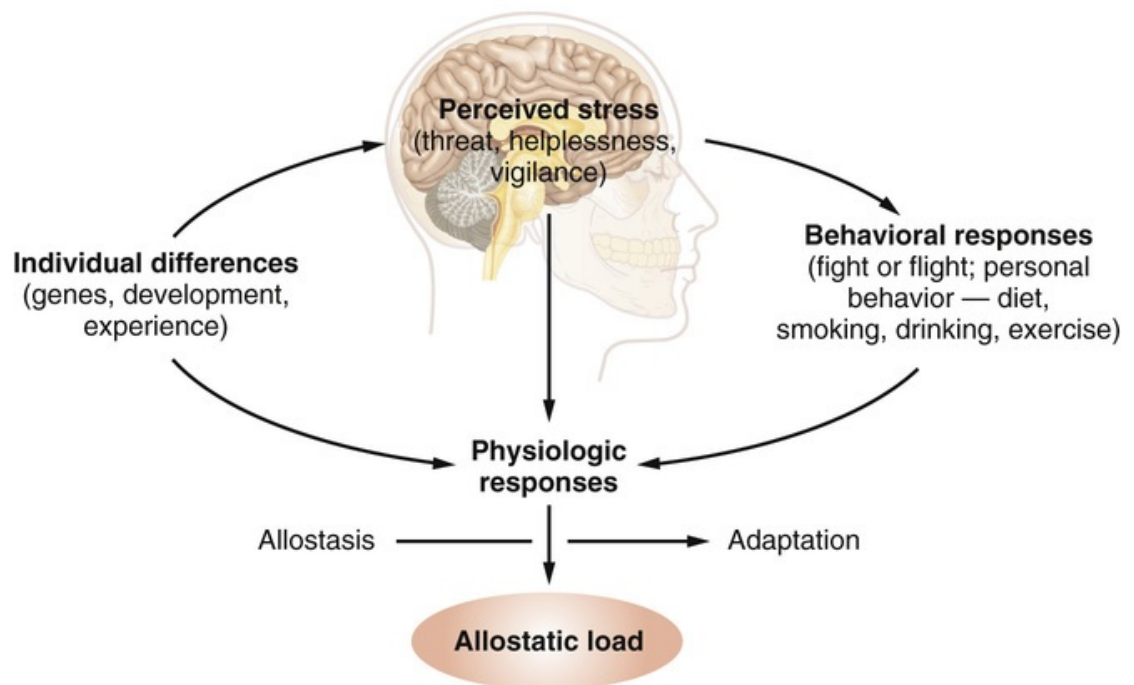 Perceived stress
(threat, helplessness,
vigilance)
Individual differences
(genes, development,
experience)
Behavioral responses
(fight or flight; personal
behavior — diet,
smoking, drinking, exercise)
Physiologic
responses
Allostasis
Adaptation
Allostatic load